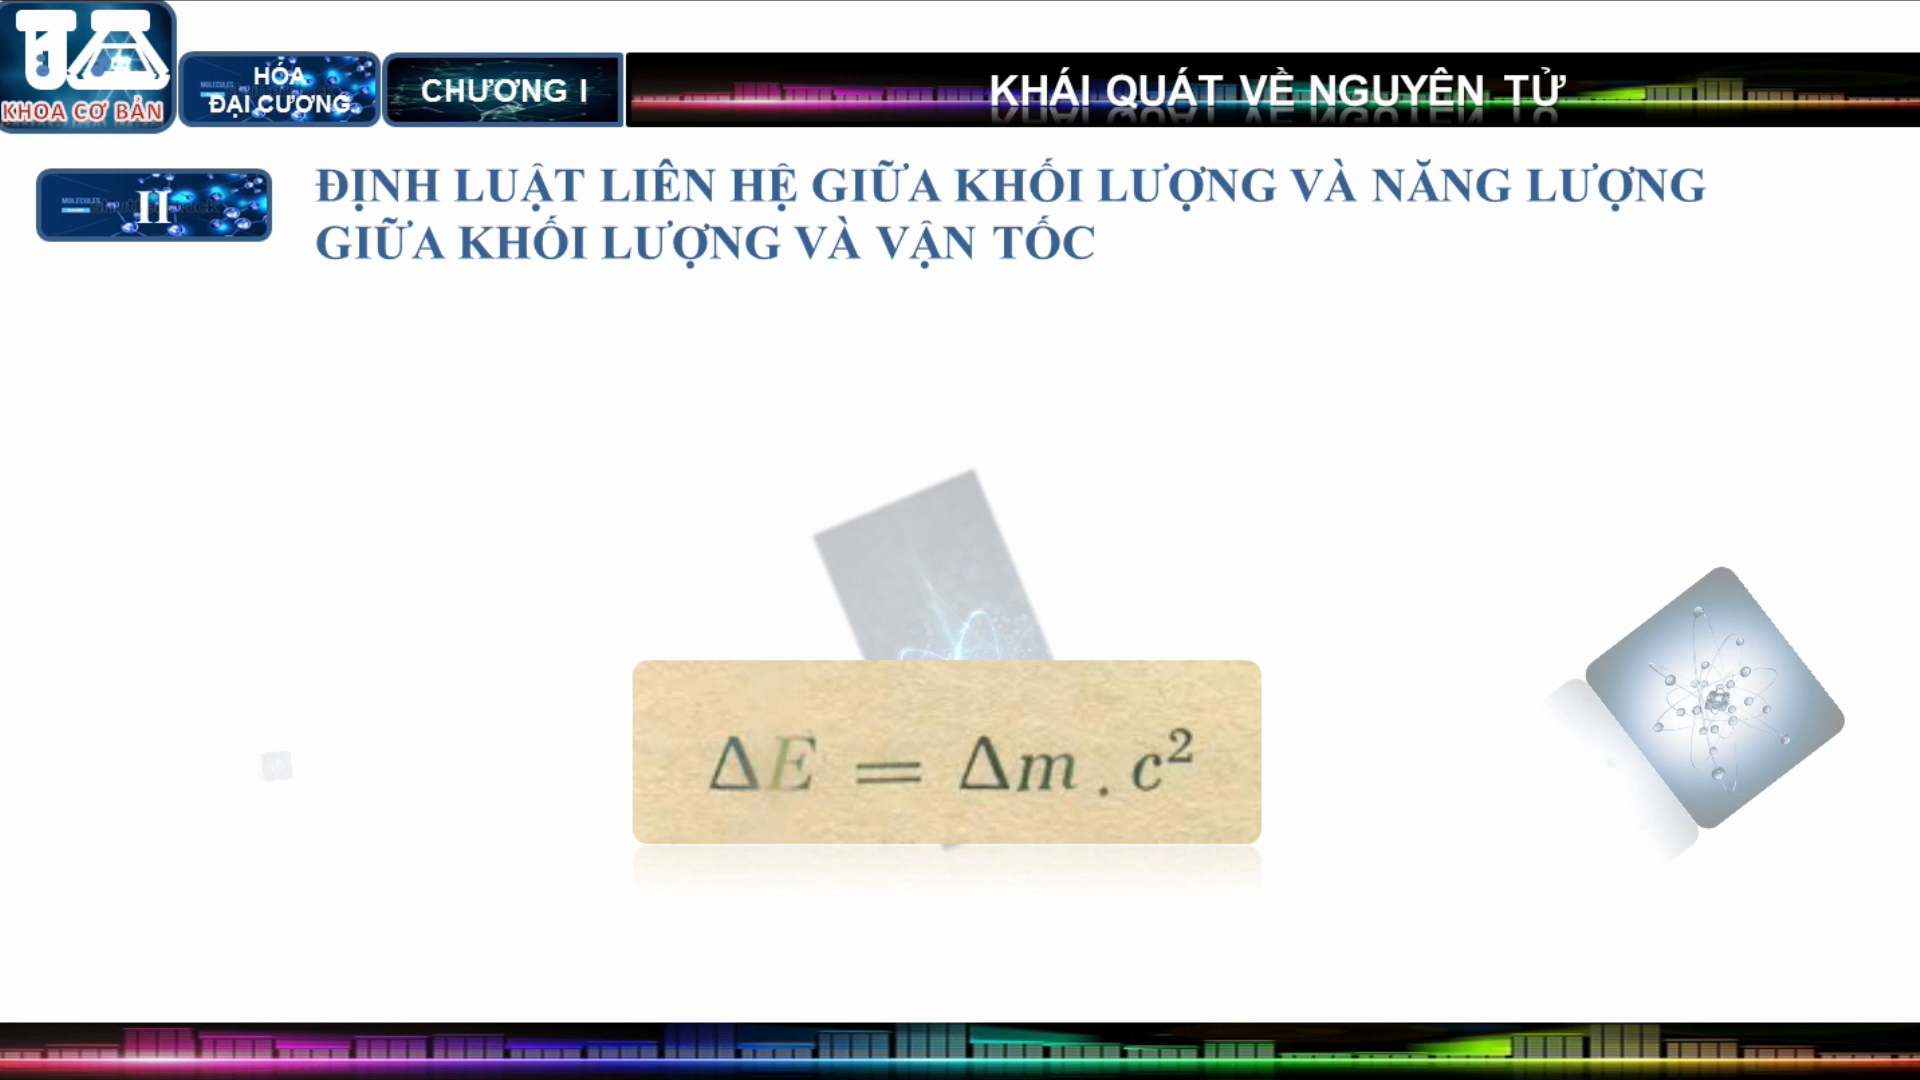 KHOA CƠ BẢN
HÓA
ĐẠI CƯƠNG
CHƯƠNG I
KHÁI QUÁT VỀ NGUYÊN TỬ
II
ĐỊNH LUẬT LIÊN HỆ GIỮA KHỐI LƯỢNG VÀ NĂNG LƯỢNG
GIỮA KHỐI LƯỢNG VÀ VẬN TỐC
ΔE = Δm . c²